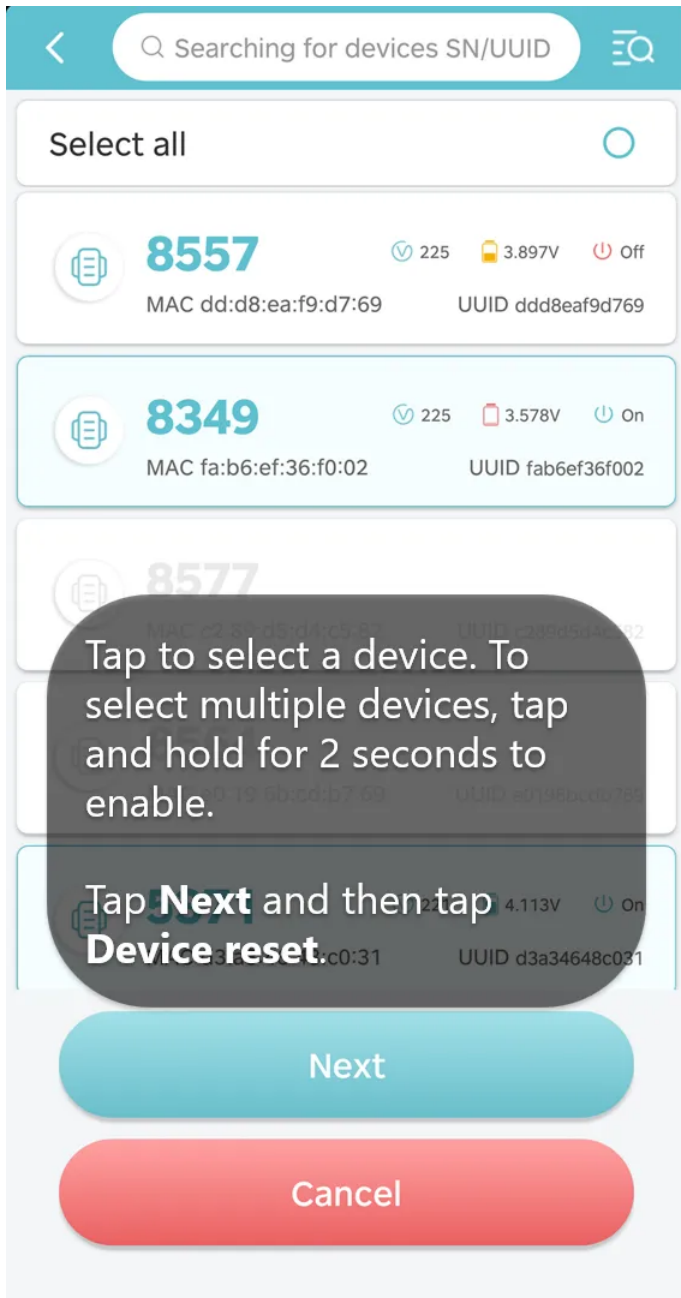 Searching for devices SN/UUID
Select all
8557
225
3.897V
Off
MAC dd:d8:ea:f9:d7:69
UUID ddd8eaf9d769
8349
225
3.578V
On
MAC fa:b6:ef:36:f0:02
UUID fab6ef36f002
8577
Tap to select a device. To
select multiple devices, tap
and hold for 2 seconds to
enable.
Tap Next and then tap
Device reset.
4.113V
On
UUID d3a34648c031
Next
Cancel